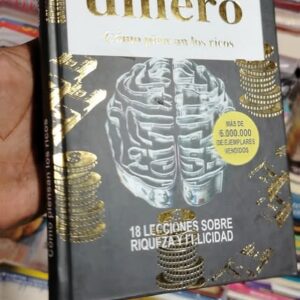 dinero
Cómo piensan los ricos
MÁS DE
6.000.000
DE EJEMPLARES
VENDIDOS
18 LECCIONES SOBRE
RIQUEZA Y FELICIDAD
Cómo piensan los ricos